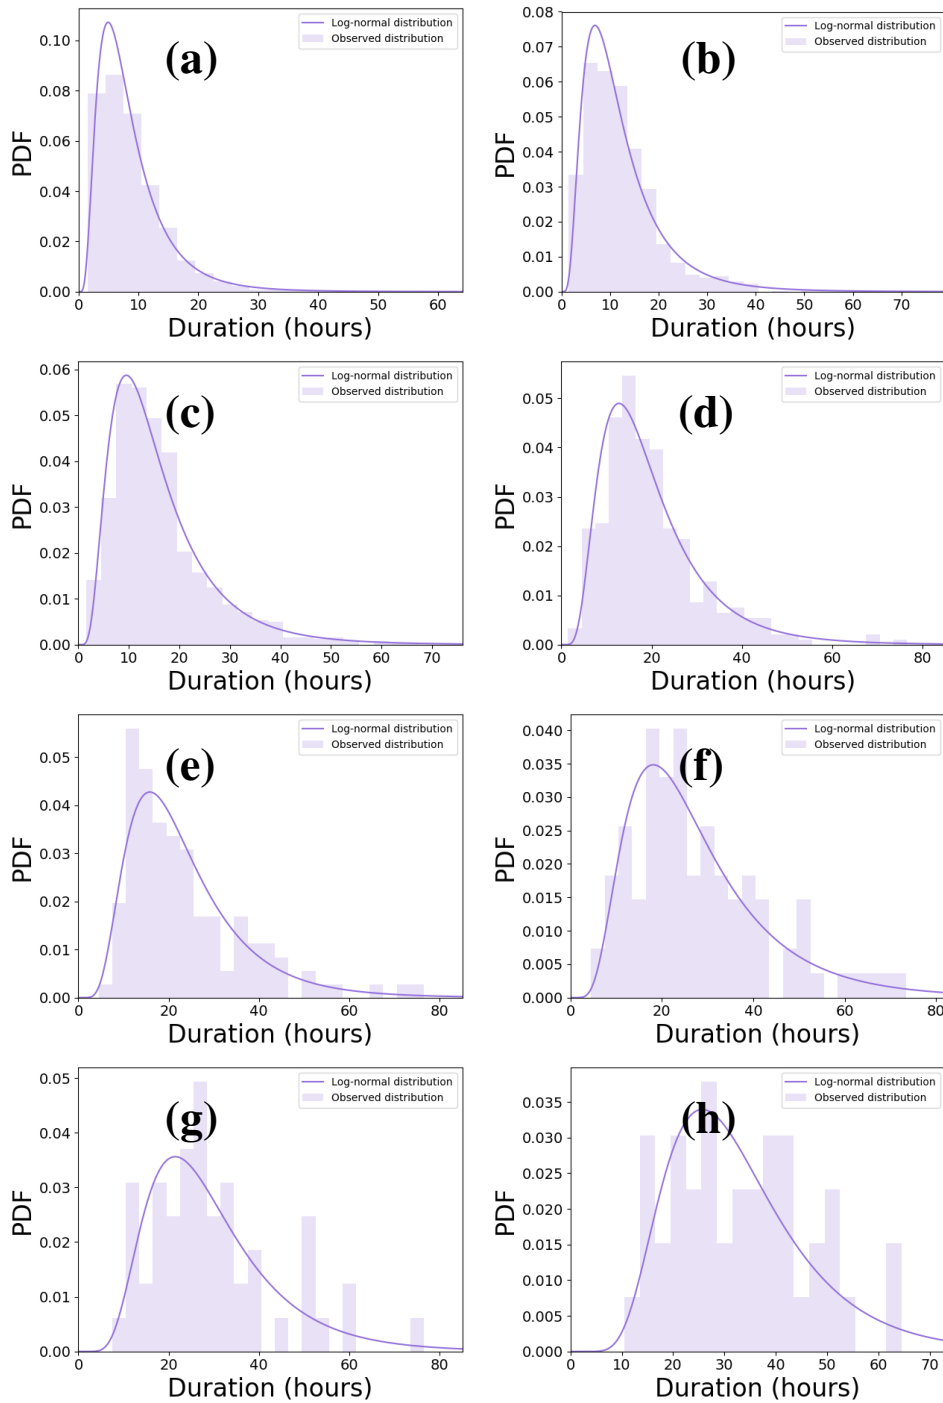 (a)
Log-normal distribution
Observed distribution
PDF
0.10
0.08
0.06
0.04
0.02
0.00
0 10 20 30 40 50 60
Duration (hours)
(b)
Log-normal distribution
Observed distribution
PDF
0.08
0.07
0.06
0.05
0.04
0.03
0.02
0.01
0.00
0 10 20 30 40 50 60 70
Duration (hours)
(c)
Log-normal distribution
Observed distribution
PDF
0.06
0.05
0.04
0.03
0.02
0.01
0.00
0 10 20 30 40 50 60 70
Duration (hours)
(d)
Log-normal distribution
Observed distribution
PDF
0.05
0.04
0.03
0.02
0.01
0.00
0 20 40 60 80
Duration (hours)
(e)
Log-normal distribution
Observed distribution
PDF
0.05
0.04
0.03
0.02
0.01
0.00
0 20 40 60 80
Duration (hours)
(f)
Log-normal distribution
Observed distribution
PDF
0.040
0.035
0.030
0.025
0.020
0.015
0.010
0.005
0.000
0 20 40 60 80
Duration (hours)
(g)
Log-normal distribution
Observed distribution
PDF
0.05
0.04
0.03
0.02
0.01
0.00
0 20 40 60 80
Duration (hours)
(h)
Log-normal distribution
Observed distribution
PDF
0.035
0.030
0.025
0.020
0.015
0.010
0.005
0.000
0 10 20 30 40 50 60 70
Duration (hours)